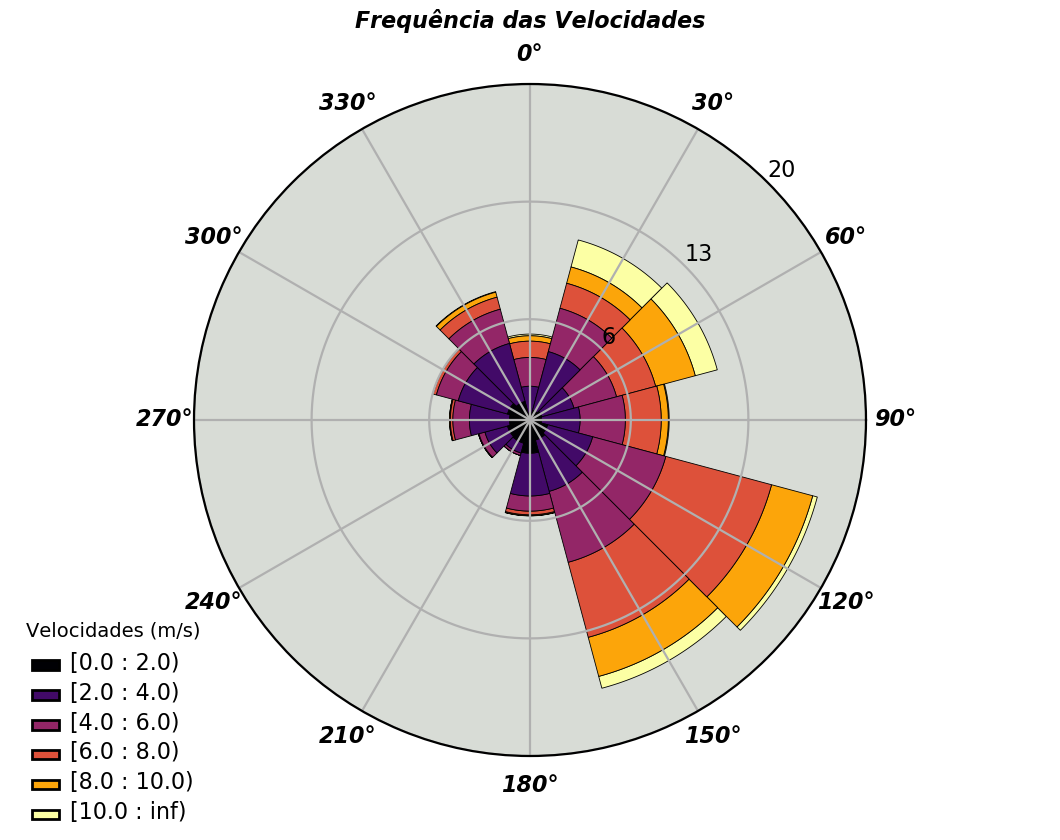 Frequência das Velocidades
0°
330°
30°
20
300°
60°
13
6
270°
90°
240°
120°
210°
150°
180°
Velocidades (m/s)
[0.0 : 2.0)
[2.0 : 4.0)
[4.0 : 6.0)
[6.0 : 8.0)
[8.0 : 10.0)
[10.0 : inf)